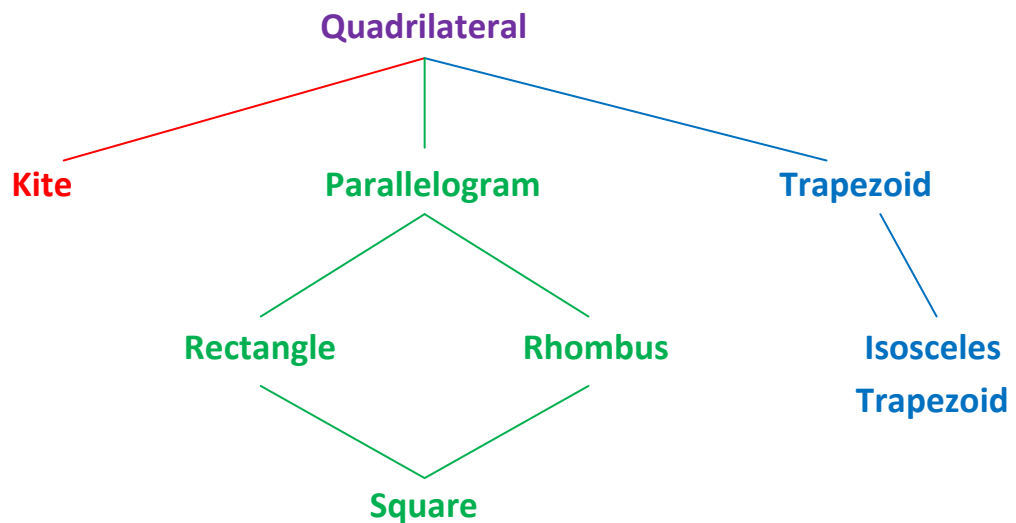 Quadrilateral
Kite
Parallelogram
Trapezoid
Rectangle
Rhombus
Isosceles
Trapezoid
Square